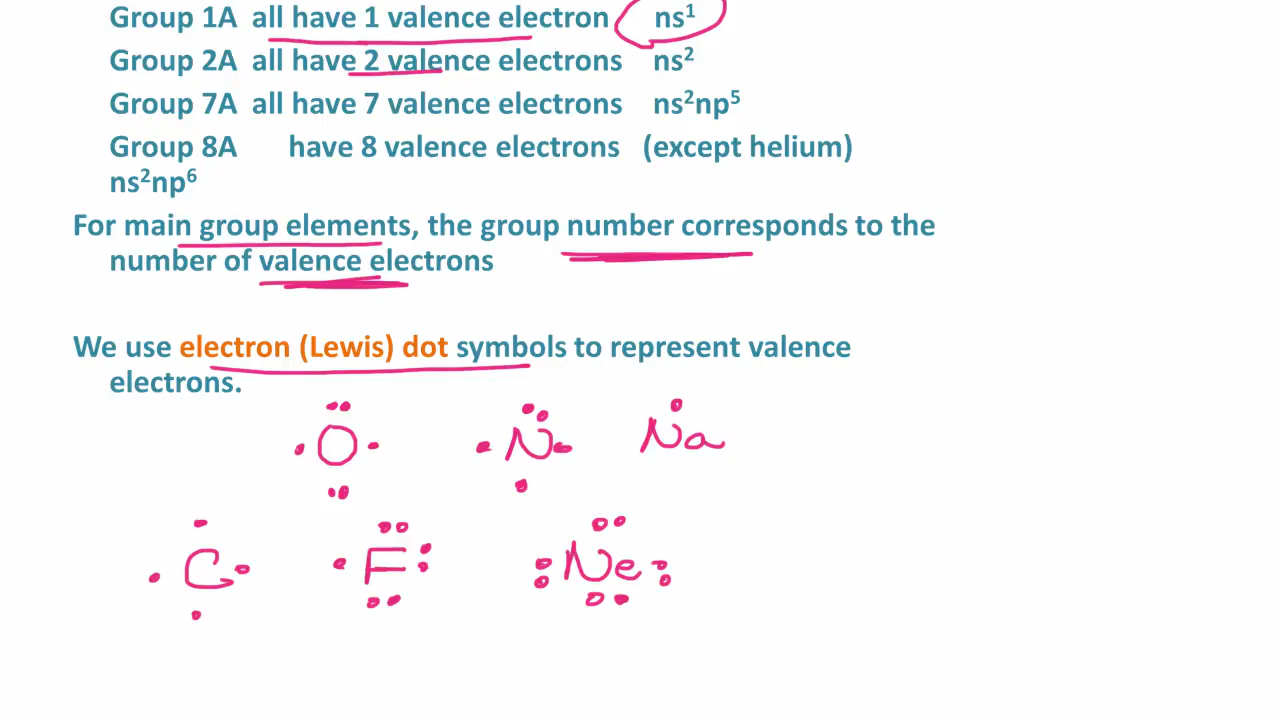 Group 1A all have 1 valence electron ns¹
Group 2A all have 2 valence electrons ns²
Group 7A all have 7 valence electrons ns²np⁵
Group 8A have 8 valence electrons (except helium)
ns²np⁶
For main group elements, the group number corresponds to the
number of valence electrons
We use electron (Lewis) dot symbols to represent valence
electrons.
O N Na
C F Ne